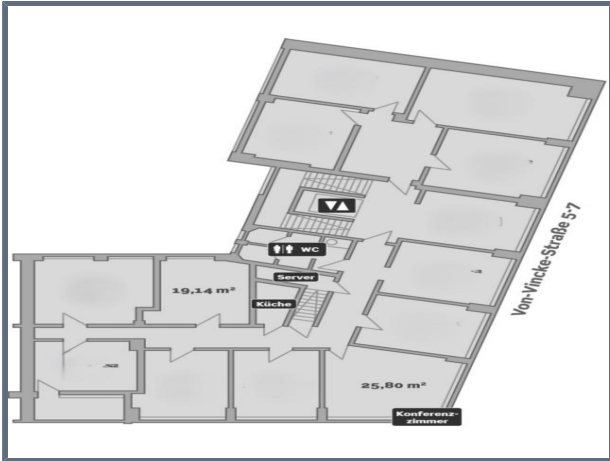 WC
Von-Vincke-Straße 5-7
Server
19,14 m²
Küche
25,80 m²
Konferenz-
zimmer